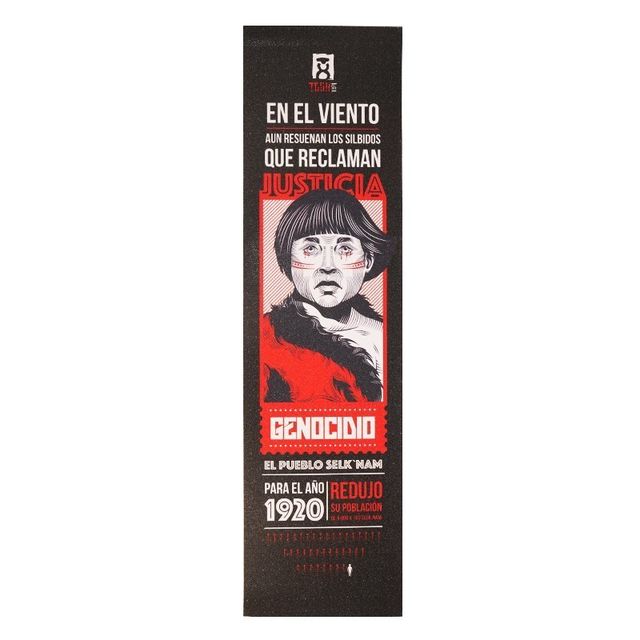 EN EL VIENTO
AUN RESUENAN LOS SILBIDOS
QUE RECLAMAN
JUSTICIA
GENOCIDIO
EL PUEBLO SELK`NAM
PARA EL AÑO
1920
REDUJO
SU POBLACIÓN